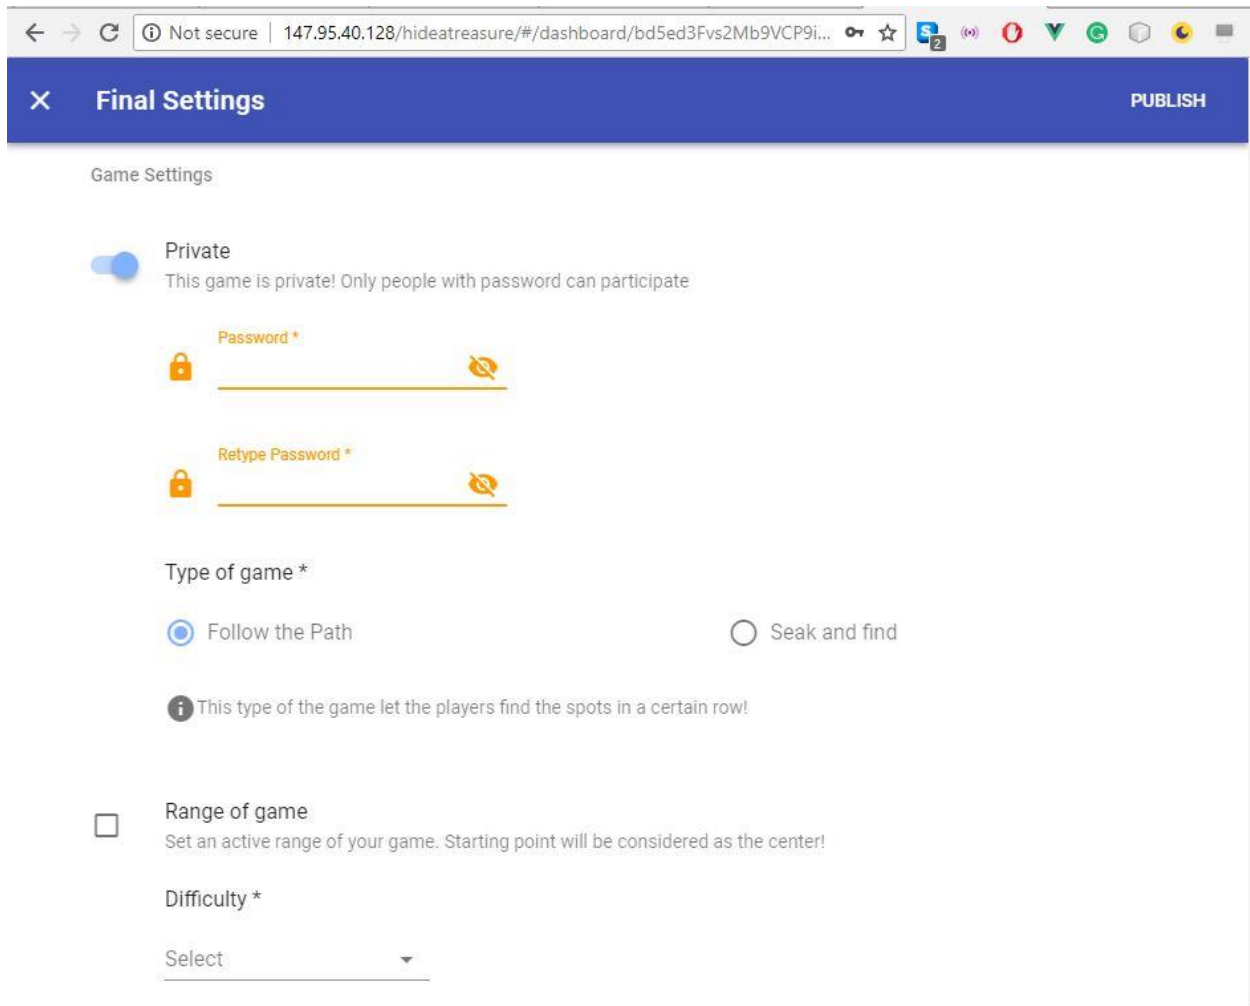 Not secure | 147.95.40.128/hideatreasure/#/dashboard/bd5ed3Fvs2Mb9VCP9i...
2
Final Settings
PUBLISH
Game Settings
Private
This game is private! Only people with password can participate
Password *
Retype Password *
Type of game *
Follow the Path
Seak and find
This type of the game let the players find the spots in a certain row!
Range of game
Set an active range of your game. Starting point will be considered as the center!
Difficulty *
Select